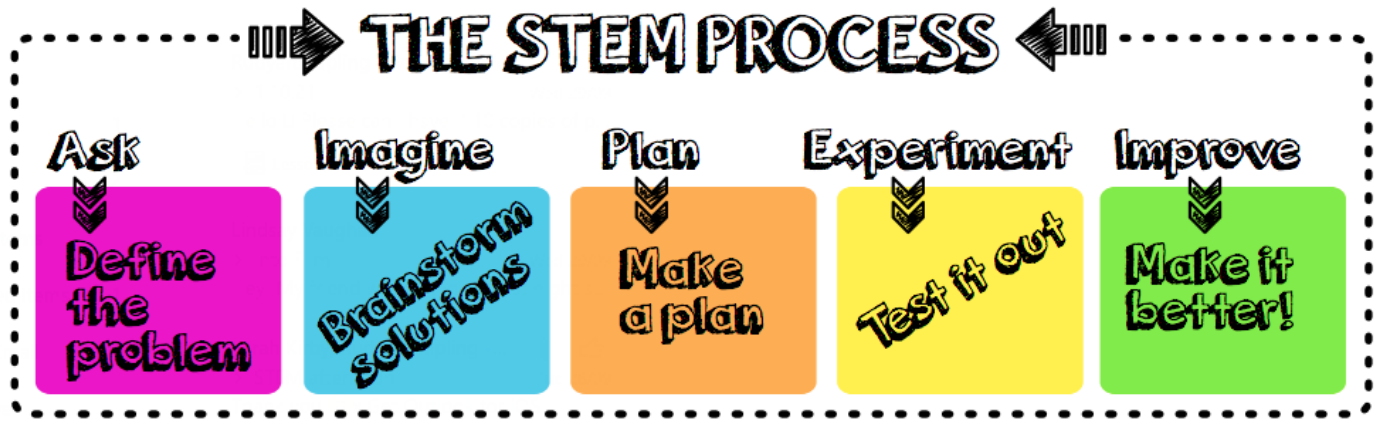 THE STEM PROCESS
Ask
Define
the
problem
Imagine
Brainstorm
solutions
Plan
Make
a plan
Experiment
Test it out
Improve
Make it
better!